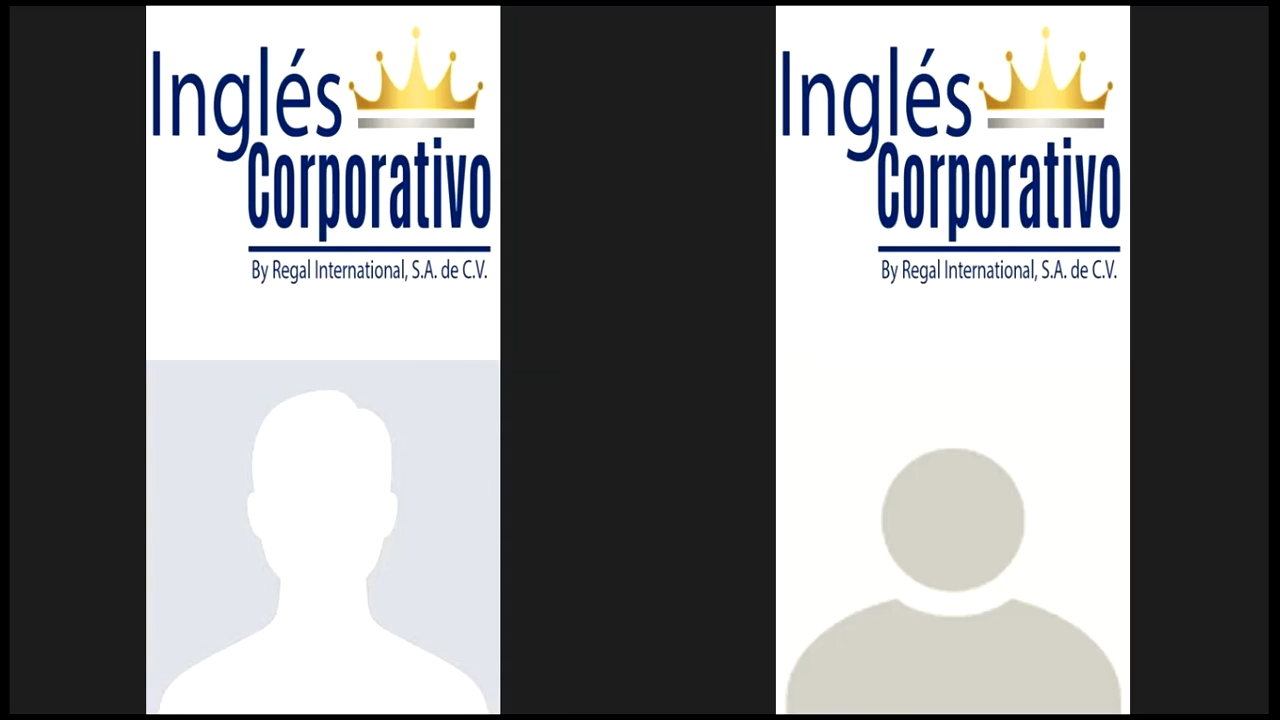 Inglés
Corporativo
By Regal International, S.A. de C.V.
Inglés
Corporativo
By Regal International, S.A. de C.V.